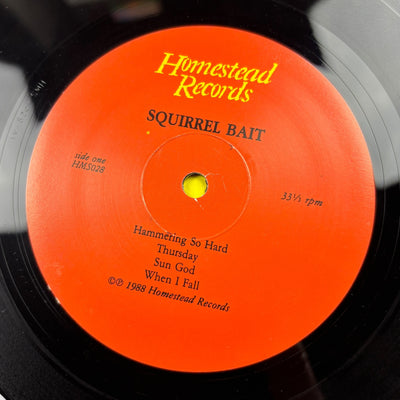 Homestead
Records
SQUIRREL BAIT
side one
HMS028
33⅓ rpm
Hammering So Hard
Thursday
Sun God
When I Fall
©Ⓟ 1988 Homestead Records